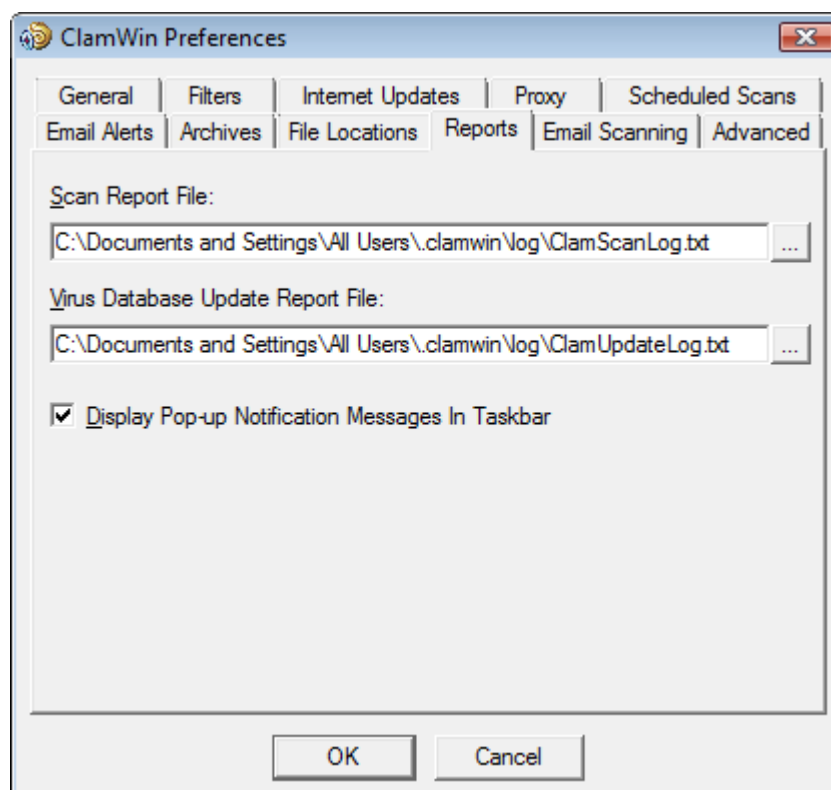 ClamWin Preferences
General Filters Internet Updates Proxy Scheduled Scans
Email Alerts Archives File Locations Reports Email Scanning Advanced
Scan Report File:
C:\Documents and Settings\All Users\.clamwin\log\ClamScanLog.txt ...
Virus Database Update Report File:
C:\Documents and Settings\All Users\.clamwin\log\ClamUpdateLog.txt ...
Display Pop-up Notification Messages In Taskbar
OK Cancel